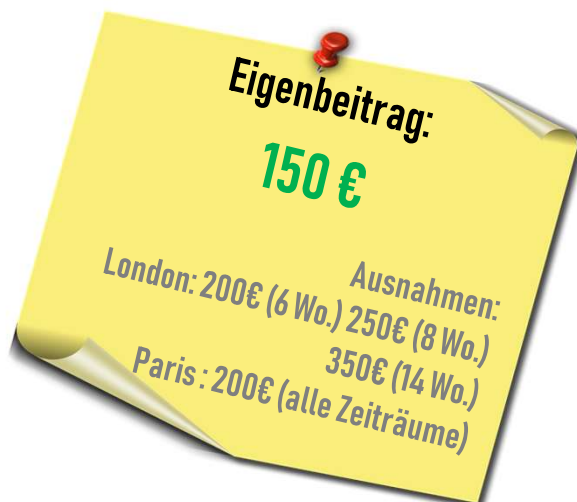 Eigenbeitrag:
150 €
Ausnahmen:
London: 200€ (6 Wo.) 250€ (8 Wo.)
350€ (14 Wo.)
Paris : 200€ (alle Zeiträume)